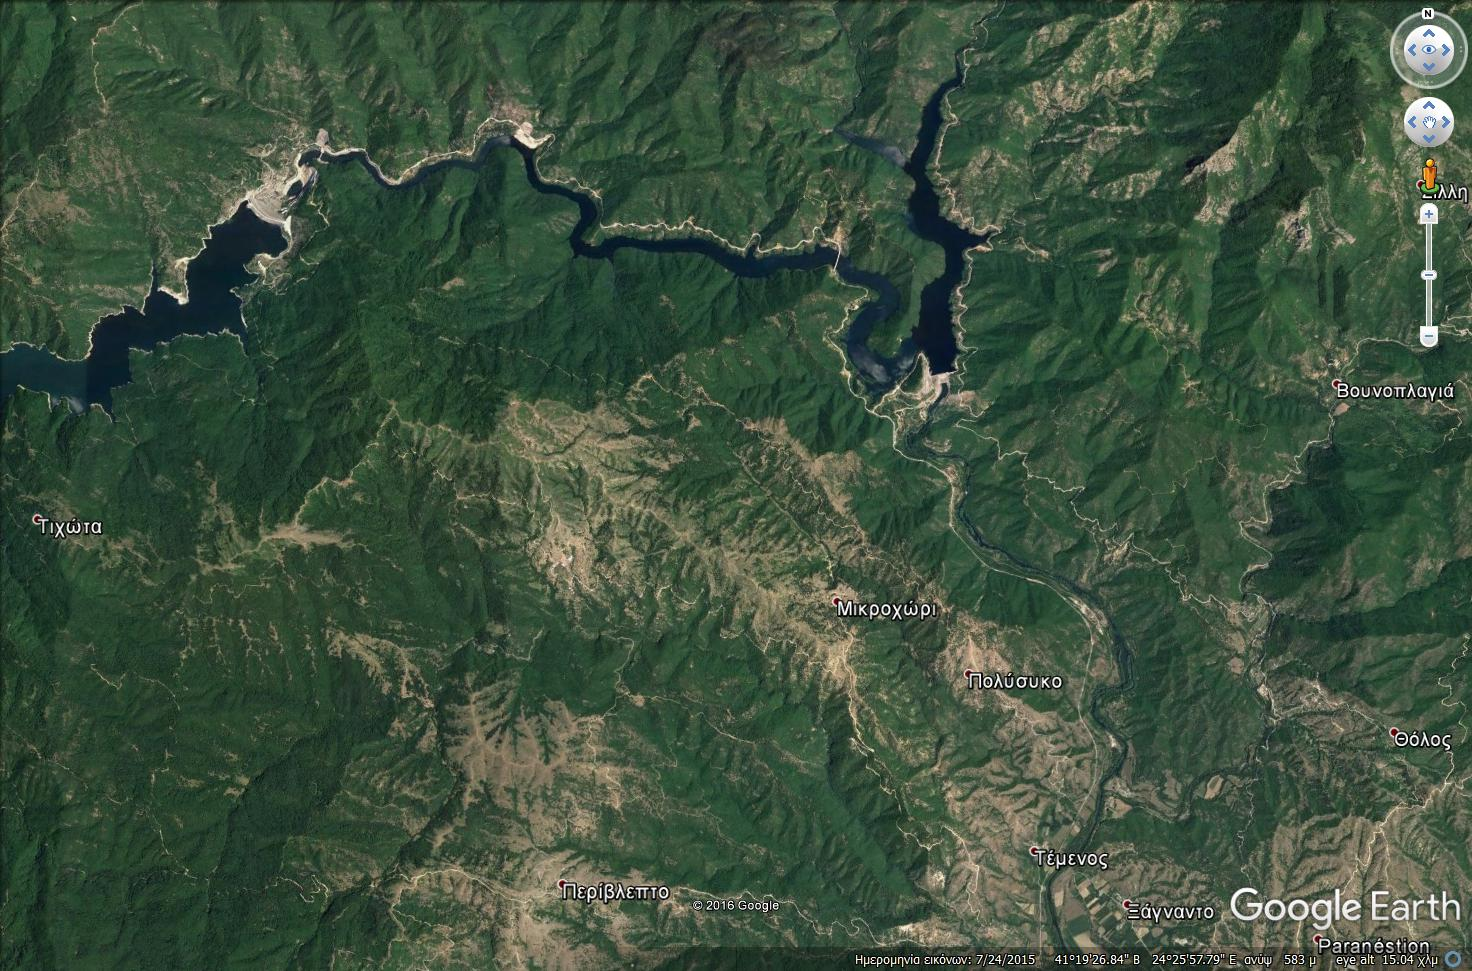 N
Σίλλη
Βουνοπλαγιά
Τιχώτα
Μικροχώρι
Πολύσυκο
Θόλος
Τέμενος
Περίβλεπτο
© 2016 Google
Ξάγναντο
Google Earth
Paranéstion
Ημερομηνία εικόνων: 7/24/2015 41°19'26.84" Β 24°25'57.79" Ε ανύψ 583 μ eye alt 15.04 χλμ